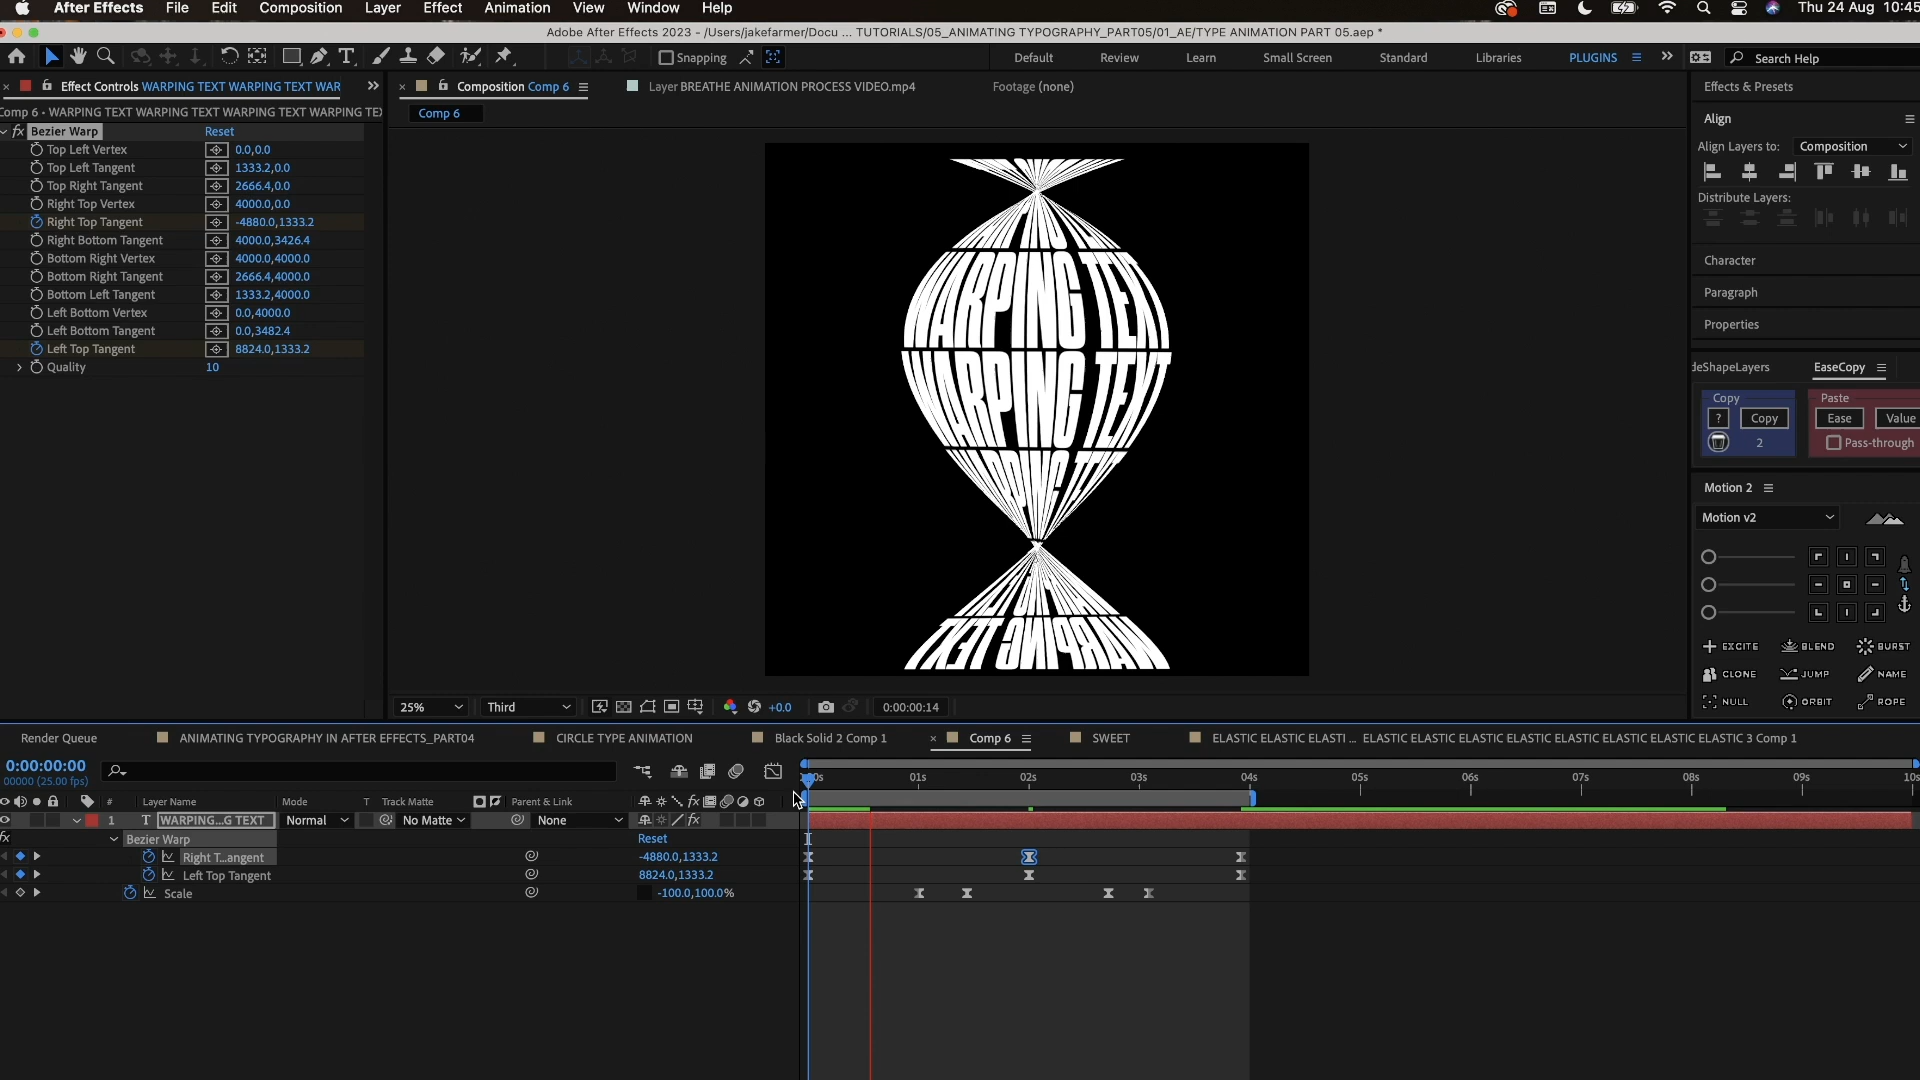 After Effects File Edit Composition Layer Effect Animation View Window Help Thu 24 Aug 10:45
Adobe After Effects 2023 - /Users/jakefarmer/Docu ... TUTORIALS/05_ANIMATING TYPOGRAPHY_PART05/01_AE/TYPE ANIMATION PART 05.aep *
Snapping Default Review Learn Small Screen Standard Libraries PLUGINS Search Help
Effect Controls WARPING TEXT WARPING TEXT WAR
Composition Comp 6 Layer BREATHE ANIMATION PROCESS VIDEO.mp4 Footage (none)
Effects & Presets
Comp 6 • WARPING TEXT WARPING TEXT WARPING TEXT WARPING TE
Comp 6
Bezier Warp Reset
Top Left Vertex 0.0,0.0
Top Left Tangent 1333.2,0.0
Top Right Tangent 2666.4,0.0
Right Top Vertex 4000.0,0.0
Right Top Tangent -4880.0,1333.2
Right Bottom Tangent 4000.0,3426.4
Bottom Right Vertex 4000.0,4000.0
Bottom Right Tangent 2666.4,4000.0
Bottom Left Tangent 1333.2,4000.0
Left Bottom Vertex 0.0,4000.0
Left Bottom Tangent 0.0,3482.4
Left Top Tangent 8824.0,1333.2
Quality 10
WARPING TEXT
WARPING TEXT
WARPING TEXT
WARPING TEXT
Align
Align Layers to: Composition
Distribute Layers:
Character
Paragraph
Properties
deShapeLayers EaseCopy
Copy Paste
? Copy Ease Value
2 Pass-through
Motion 2
Motion v2
EXCITE BLEND BURST
CLONE JUMP NAME
NULL ORBIT ROPE
25% Third +0.0 0:00:00:14
Render Queue ANIMATING TYPOGRAPHY IN AFTER EFFECTS_PART04 CIRCLE TYPE ANIMATION Black Solid 2 Comp 1 Comp 6 SWEET ELASTIC ELASTIC ELASTI ... ELASTIC ELASTIC ELASTIC ELASTIC ELASTIC ELASTIC ELASTIC 3 Comp 1
0:00:00:00
00000 (25.00 fps)
01s 02s 03s 04s 05s 06s 07s 08s 09s 10s
# Layer Name Mode T Track Matte Parent & Link
1 T WARPING...G TEXT Normal No Matte None
Bezier Warp Reset
Right T...angent -4880.0,1333.2
Left Top Tangent 8824.0,1333.2
Scale -100.0,100.0%